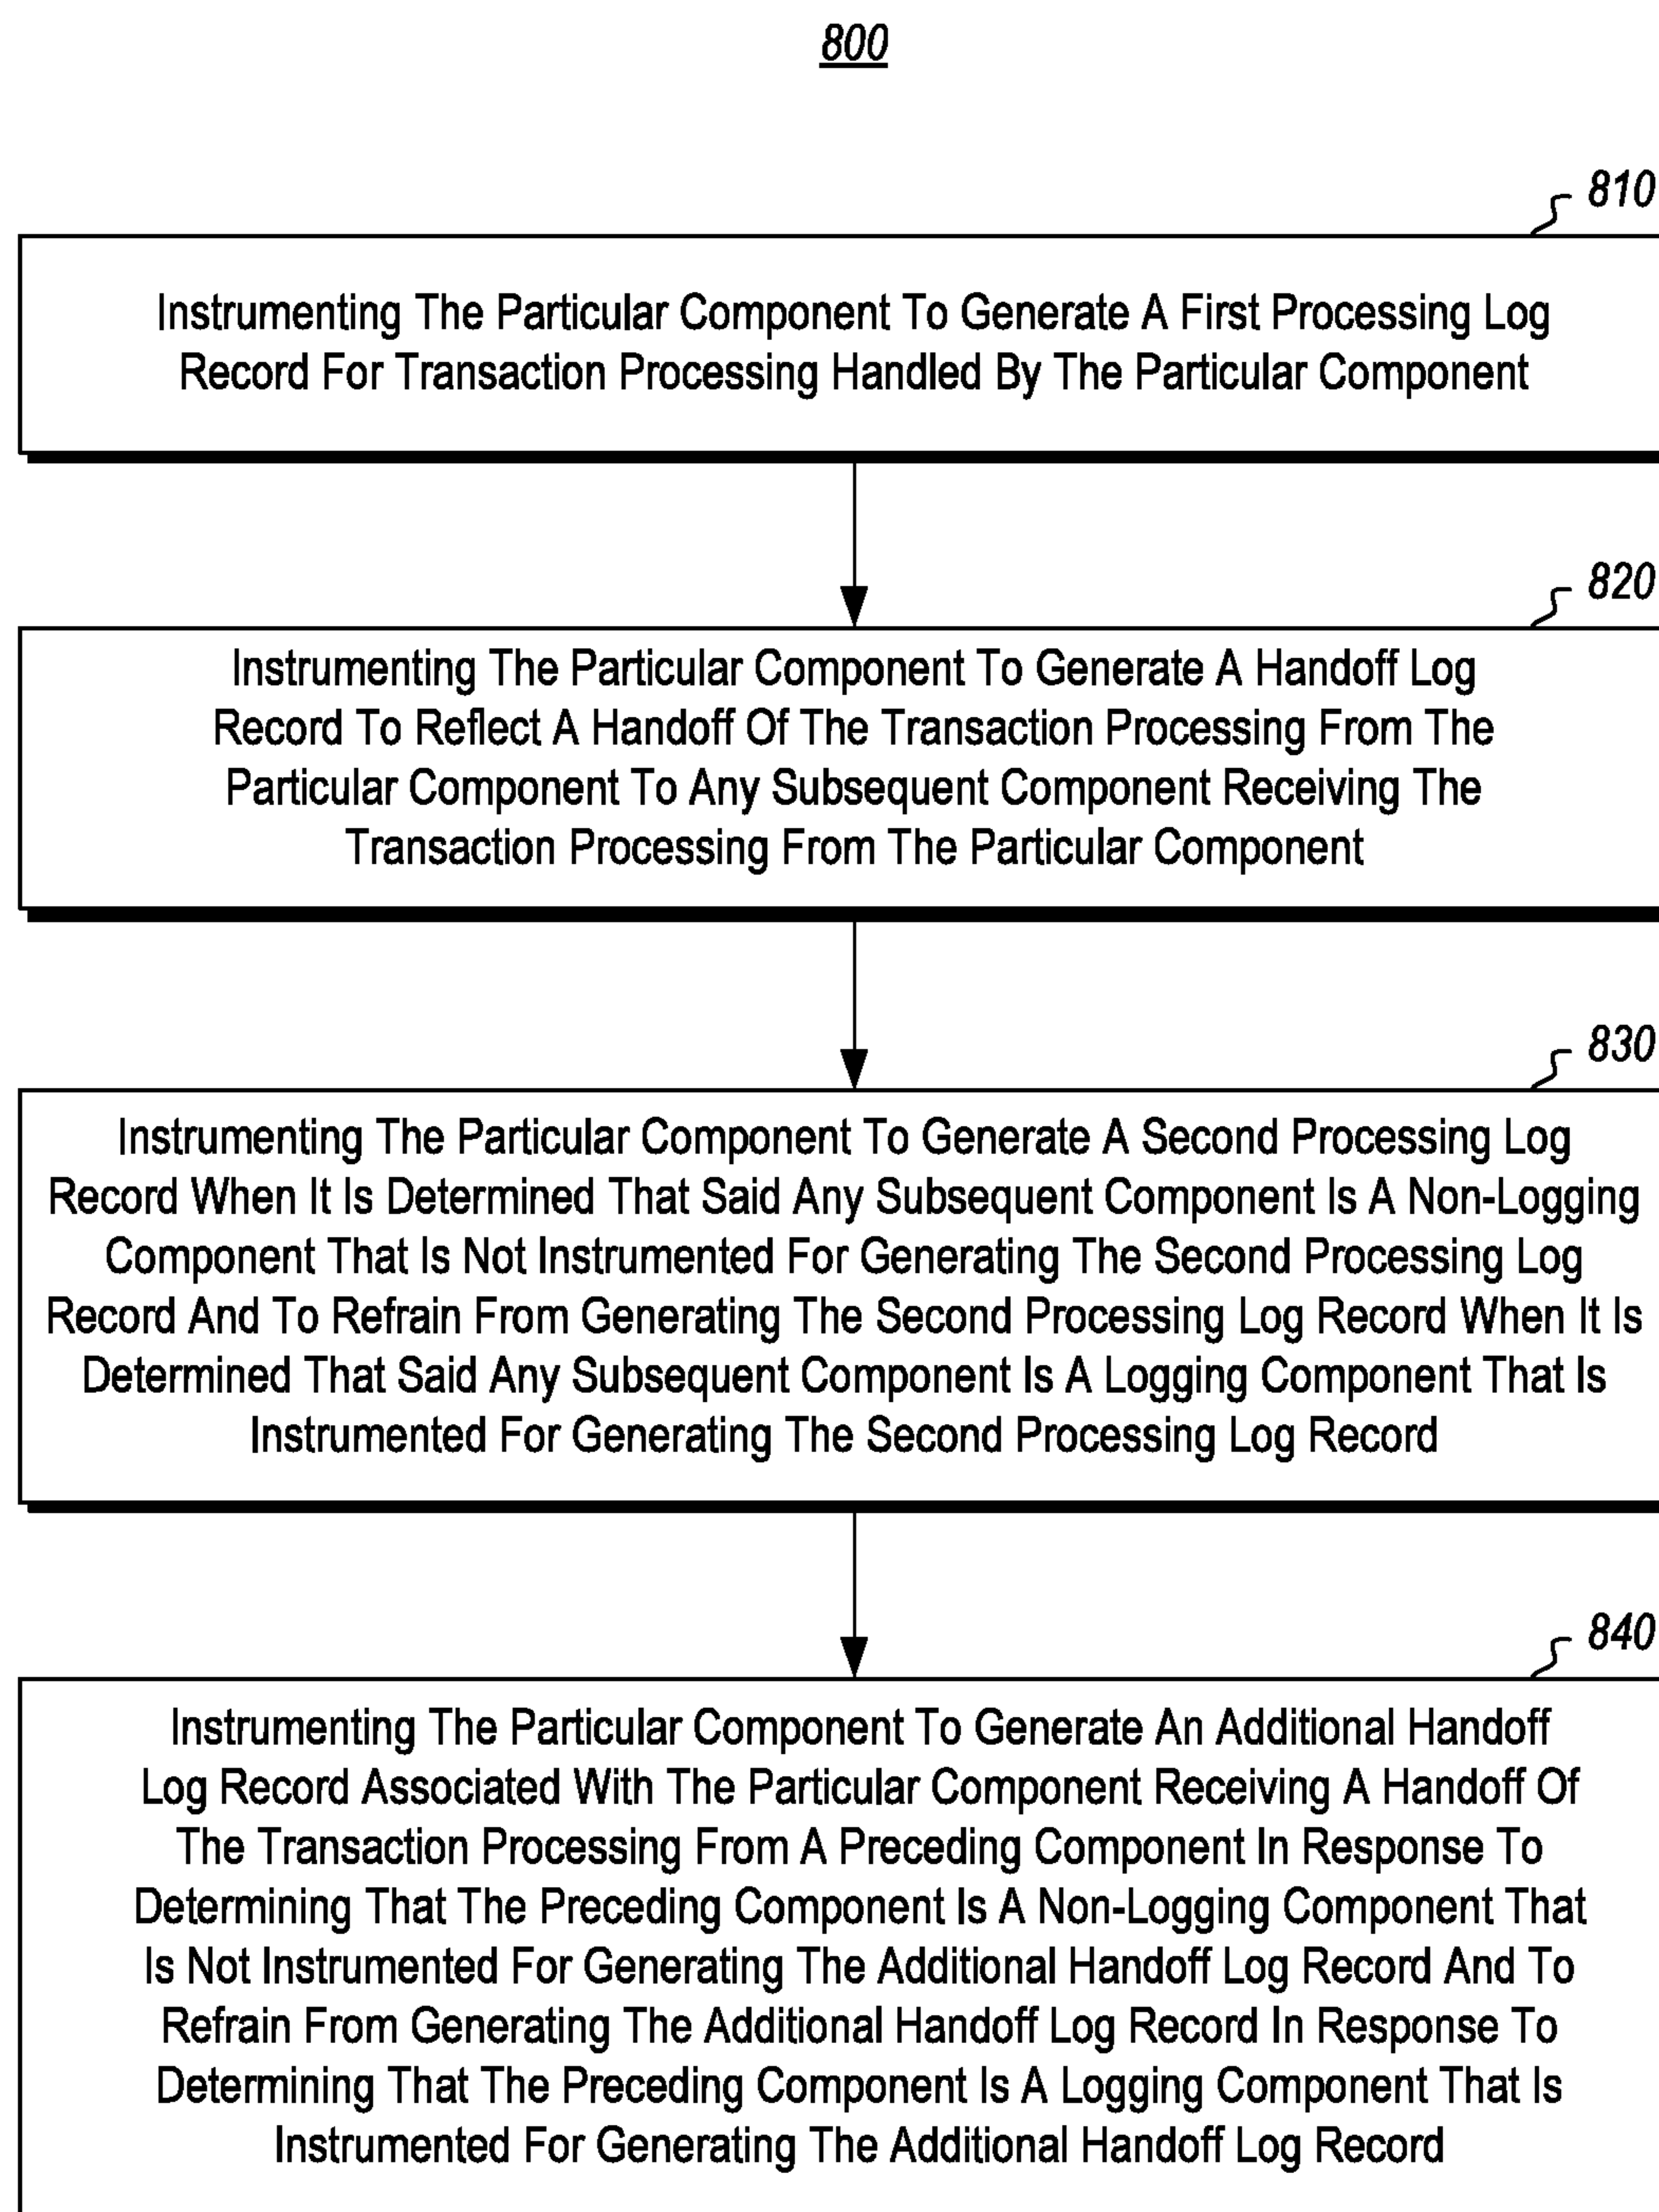 800
810
Instrumenting The Particular Component To Generate A First Processing Log
Record For Transaction Processing Handled By The Particular Component
820
Instrumenting The Particular Component To Generate A Handoff Log
Record To Reflect A Handoff Of The Transaction Processing From The
Particular Component To Any Subsequent Component Receiving The
Transaction Processing From The Particular Component
830
Instrumenting The Particular Component To Generate A Second Processing Log
Record When It Is Determined That Said Any Subsequent Component Is A Non-Logging
Component That Is Not Instrumented For Generating The Second Processing Log
Record And To Refrain From Generating The Second Processing Log Record When It Is
Determined That Said Any Subsequent Component Is A Logging Component That Is
Instrumented For Generating The Second Processing Log Record
840
Instrumenting The Particular Component To Generate An Additional Handoff
Log Record Associated With The Particular Component Receiving A Handoff Of
The Transaction Processing From A Preceding Component In Response To
Determining That The Preceding Component Is A Non-Logging Component That
Is Not Instrumented For Generating The Additional Handoff Log Record And To
Refrain From Generating The Additional Handoff Log Record In Response To
Determining That The Preceding Component Is A Logging Component That Is
Instrumented For Generating The Additional Handoff Log Record